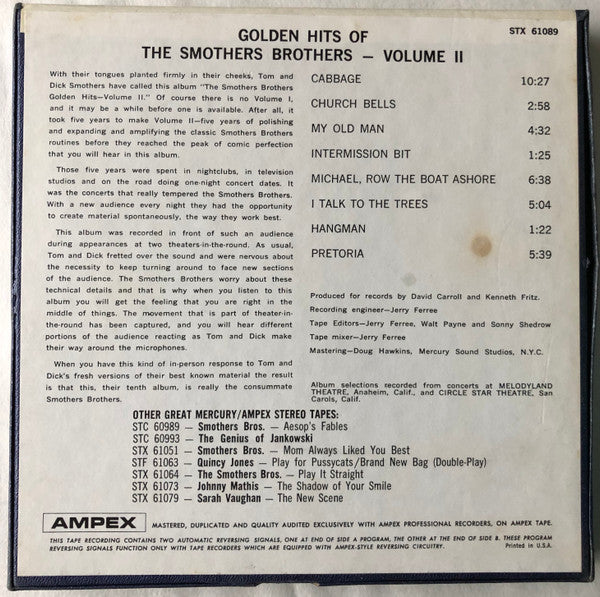 GOLDEN HITS OF
THE SMOTHERS BROTHERS — VOLUME II
STX 61089
With their tongues planted firmly in their cheeks, Tom and
Dick Smothers have called this album "The Smothers Brothers
Golden Hits—Volume II." Of course there is no Volume I,
and it may be a while before one is available. After all, it
took five years to make Volume II—five years of polishing
and expanding and amplifying the classic Smothers Brothers
routines before they reached the peak of comic perfection
that you will hear in this album.
Those five years were spent in nightclubs, in television
studios and on the road doing one-night concert dates. It
was the concerts that really tempered the Smothers Brothers.
With a new audience every night they had the opportunity
to create material spontaneously, the way they work best.
This album was recorded in front of such an audience
during appearances at two theaters-in-the-round. As usual,
Tom and Dick fretted over the sound and were nervous about
the necessity to keep turning around to face new sections
of the audience. The Smothers Brothers worry about these
technical details and that is why when you listen to this
album you will get the feeling that you are right in the
middle of things. The movement that is part of theater-in-
the-round has been captured, and you will hear different
portions of the audience reacting as Tom and Dick make
their way around the microphones.
When you have this kind of in-person response to Tom and
Dick's fresh versions of their best known material the result
is that this, their tenth album, is really the consummate
Smothers Brothers.
CABBAGE 10:27
CHURCH BELLS 2:58
MY OLD MAN 4:32
INTERMISSION BIT 1:25
MICHAEL, ROW THE BOAT ASHORE 6:38
I TALK TO THE TREES 5:04
HANGMAN 1:22
PRETORIA 5:39
Produced for records by David Carroll and Kenneth Fritz.
Recording engineer—Jerry Ferree
Tape Editors—Jerry Ferree, Walt Payne and Sonny Shedrow
Tape mixer—Jerry Ferree
Mastering—Doug Hawkins, Mercury Sound Studios, N.Y.C.
Album selections recorded from concerts at MELODYLAND
THEATRE, Anaheim, Calif., and CIRCLE STAR THEATRE, San
Carols, Calif.
OTHER GREAT MERCURY/AMPEX STEREO TAPES:
STC 60989 — Smothers Bros. — Aesop's Fables
STC 60993 — The Genius of Jankowski
STX 61051 — Smothers Bros. — Mom Always Liked You Best
STF 61063 — Quincy Jones — Play for Pussycats/Brand New Bag (Double-Play)
STX 61064 — The Smothers Bros. — Play It Straight
STX 61073 — Johnny Mathis — The Shadow of Your Smile
STX 61079 — Sarah Vaughan — The New Scene
AMPEX MASTERED, DUPLICATED AND QUALITY AUDITED EXCLUSIVELY WITH AMPEX PROFESSIONAL RECORDERS, ON AMPEX TAPE.
THIS TAPE RECORDING CONTAINS TWO AUTOMATIC REVERSING SIGNALS, ONE AT END OF SIDE A PROGRAM, THE OTHER AT THE END OF SIDE B. THESE PROGRAM
REVERSING SIGNALS FUNCTION ONLY WITH TAPE RECORDERS WHICH ARE EQUIPPED WITH AMPEX-STYLE REVERSING CIRCUITRY. Printed in U.S.A.